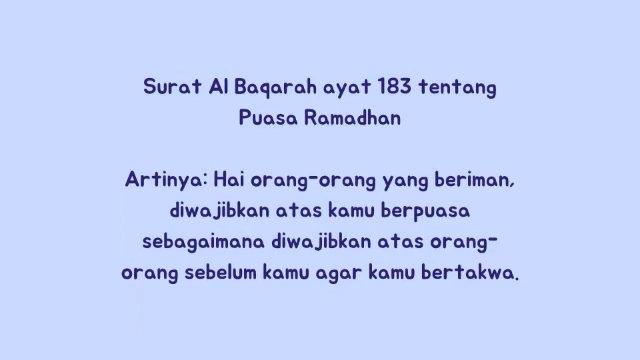 Surat Al Baqarah ayat 183 tentang
Puasa Ramadhan
Artinya: Hai orang-orang yang beriman,
diwajibkan atas kamu berpuasa
sebagaimana diwajibkan atas orang-
orang sebelum kamu agar kamu bertakwa.